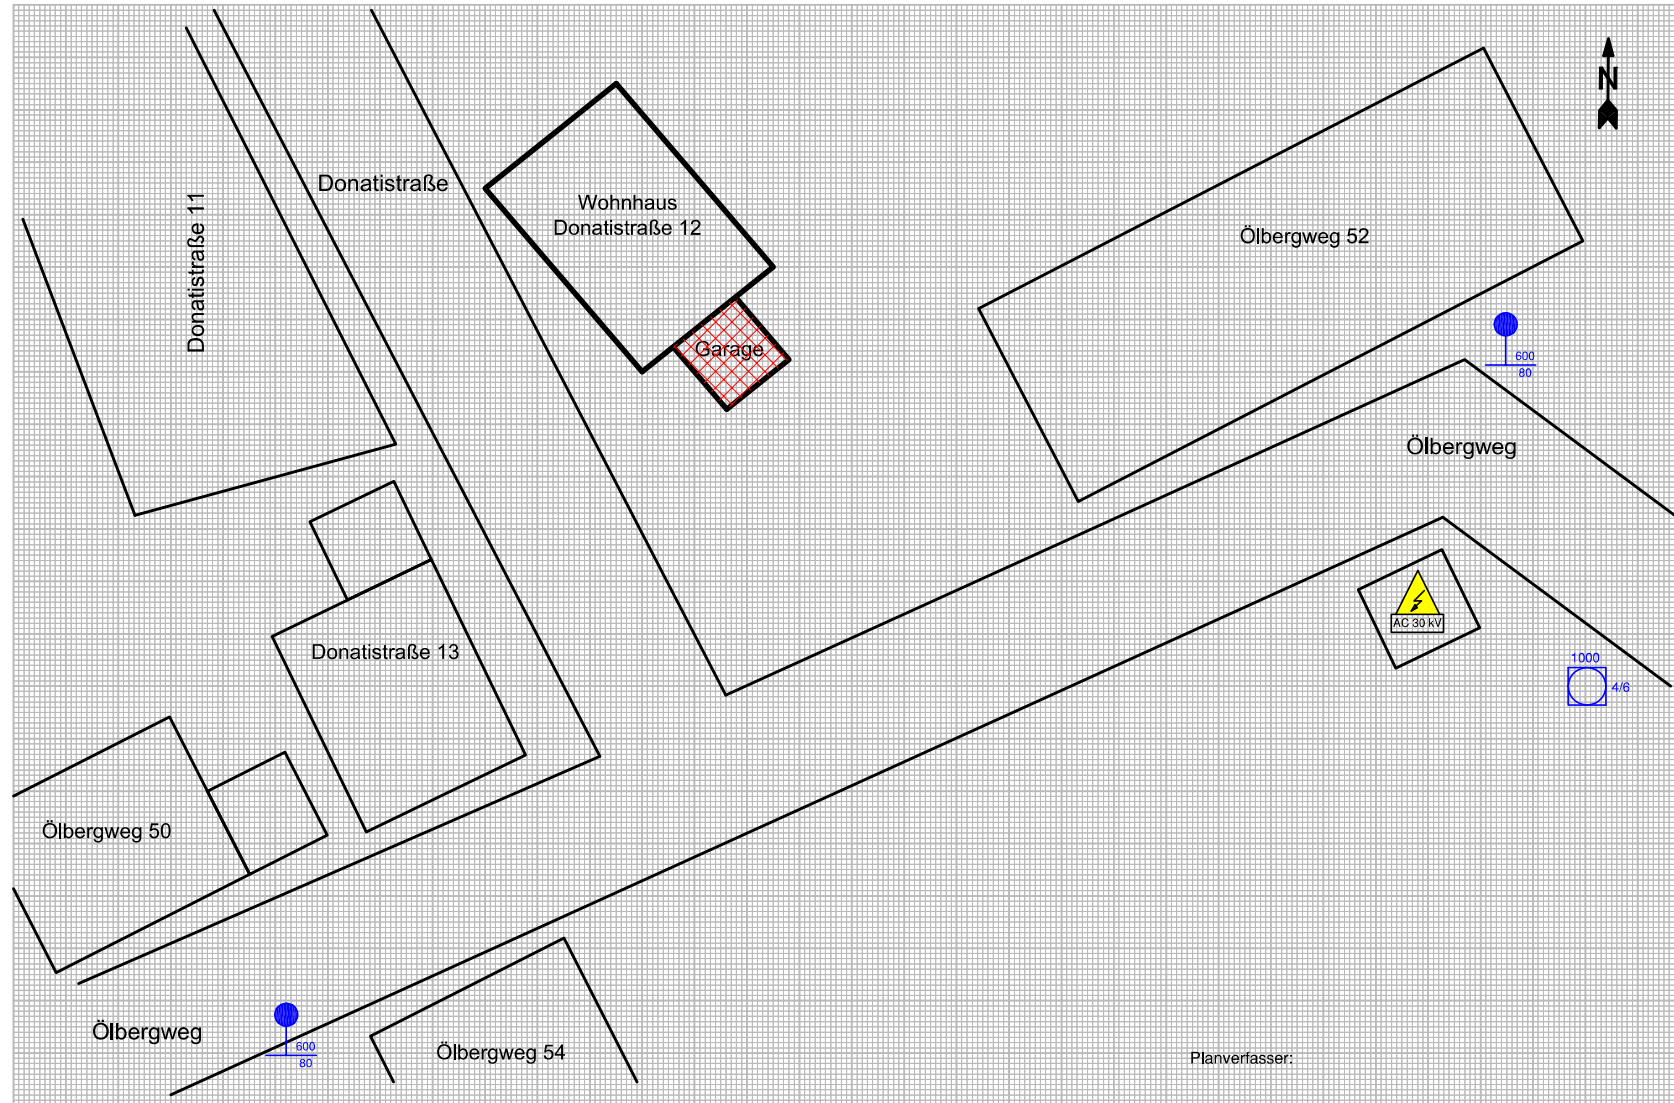 N
Donatistraße
Donatistraße 11
Wohnhaus
Donatistraße 12
Ölbergweg 52
Garage
600
80
Ölbergweg
AC 30 kV
Donatistraße 13
1000
4/6
Ölbergweg 50
Ölbergweg
600
80
Ölbergweg 54
Planverfasser: